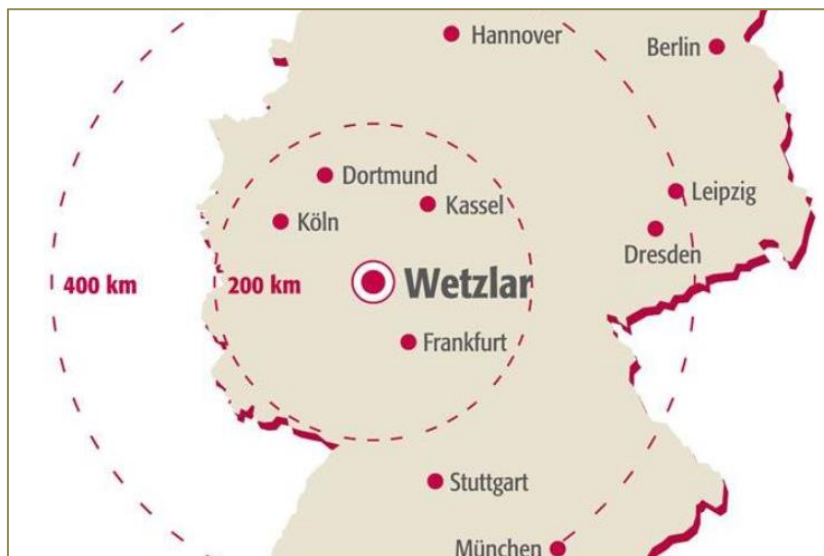 Hannover
Berlin
Dortmund
Leipzig
Kassel
Köln
Dresden
400 km
200 km
Wetzlar
Frankfurt
Stuttgart
München